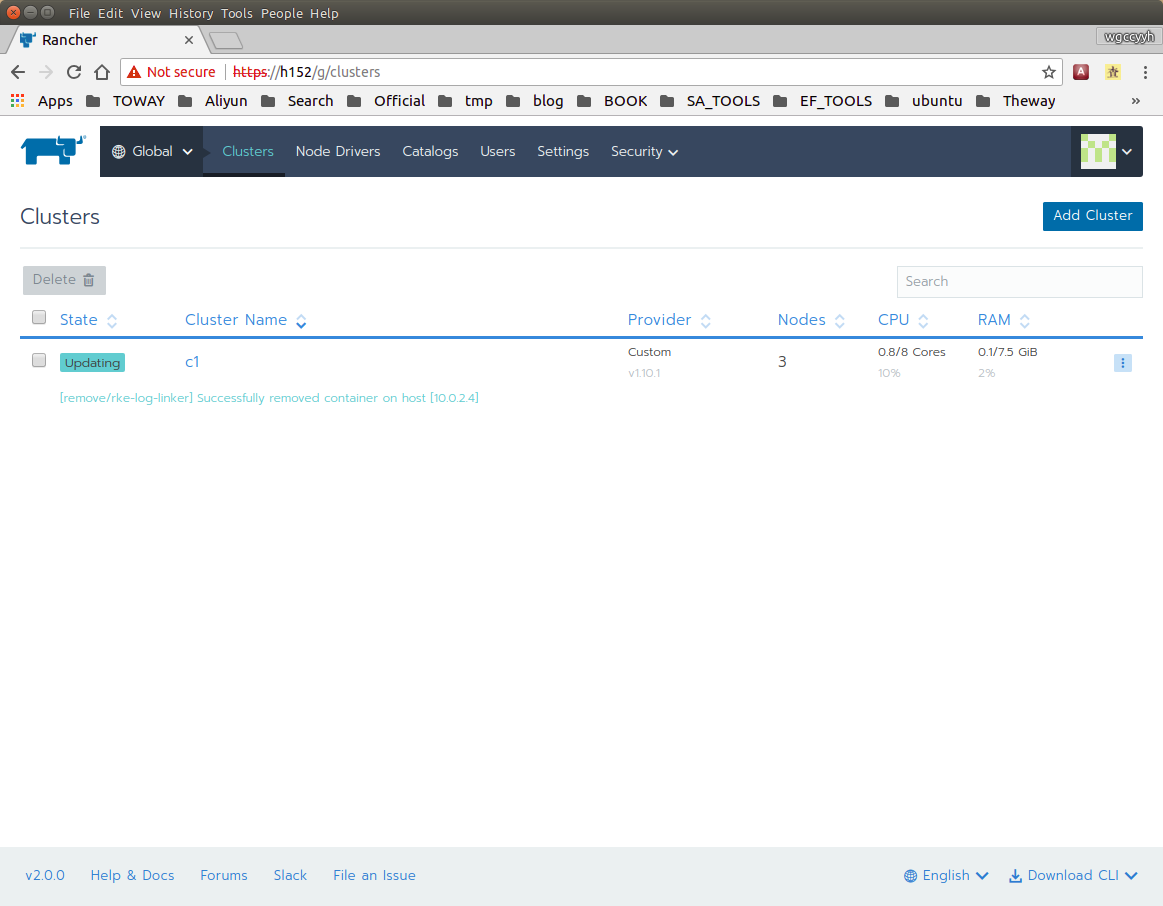 File Edit View History Tools People Help
Rancher
wgccyyh
Not secure https://h152/g/clusters
Apps TOWAY Aliyun Search Official tmp blog BOOK SA_TOOLS EF_TOOLS ubuntu Theway »
Global Clusters Node Drivers Catalogs Users Settings Security
Clusters
Add Cluster
Delete
Search
State Cluster Name Provider Nodes CPU RAM
Updating c1 Custom 3 0.8/8 Cores 0.1/7.5 GiB
v1.10.1 10% 2%
[remove/rke-log-linker] Successfully removed container on host [10.0.2.4]
v2.0.0 Help & Docs Forums Slack File an Issue English Download CLI